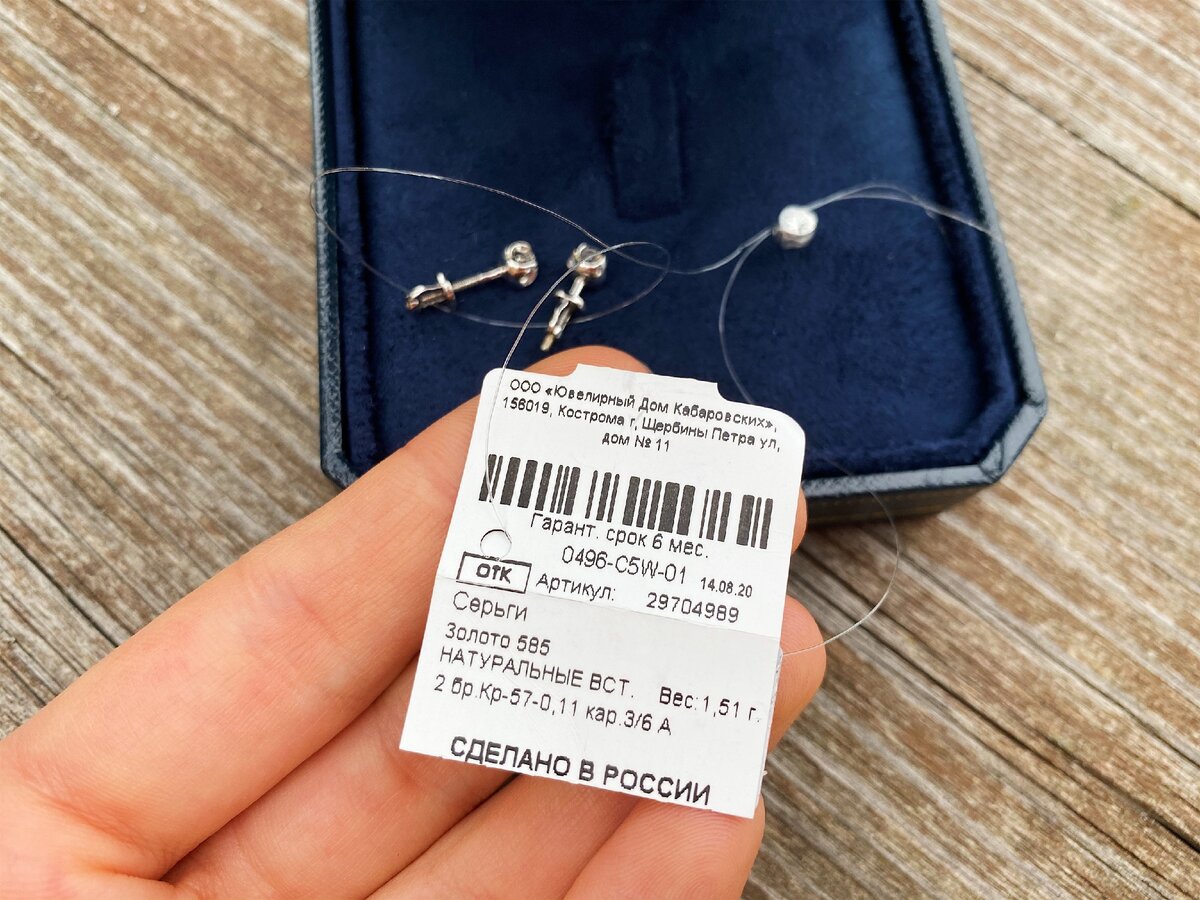 ООО «Ювелирный Дом Кабаровских»,
156019, Кострома г, Щербины Петра ул,
дом № 11
Гарант. срок 6 мес.
0496-C5W-01 14.08.20
ОТК Артикул: 29704989
Серьги
Золото 585
НАТУРАЛЬНЫЕ ВСТ. Вес:1,51 г.
2 бр.Кр-57-0,11 кар.3/6 А
СДЕЛАНО В РОССИИ